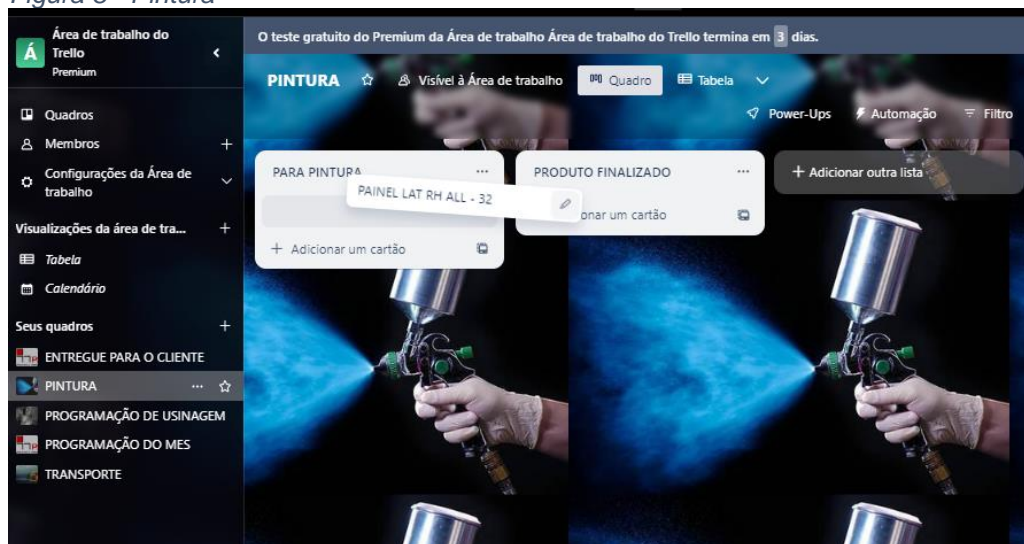 Figura 8 - Pintura
Área de trabalho do
Trello
Premium
Á
O teste gratuito do Premium da Área de trabalho Área de trabalho do Trello termina em 3 dias.
PINTURA
Visível à Área de trabalho
Quadro
Tabela
Power-Ups
Automação
Filtro
Quadros
Membros
Configurações da Área de
trabalho
Visualizações da área de tra...
Tabela
Calendário
Seus quadros
ENTREGUE PARA O CLIENTE
PINTURA
PROGRAMAÇÃO DE USINAGEM
PROGRAMAÇÃO DO MES
TRANSPORTE
PARA PINTURA
PAINEL LAT RH ALL - 32
+ Adicionar um cartão
PRODUTO FINALIZADO
onar um cartão
+ Adicionar outra lista